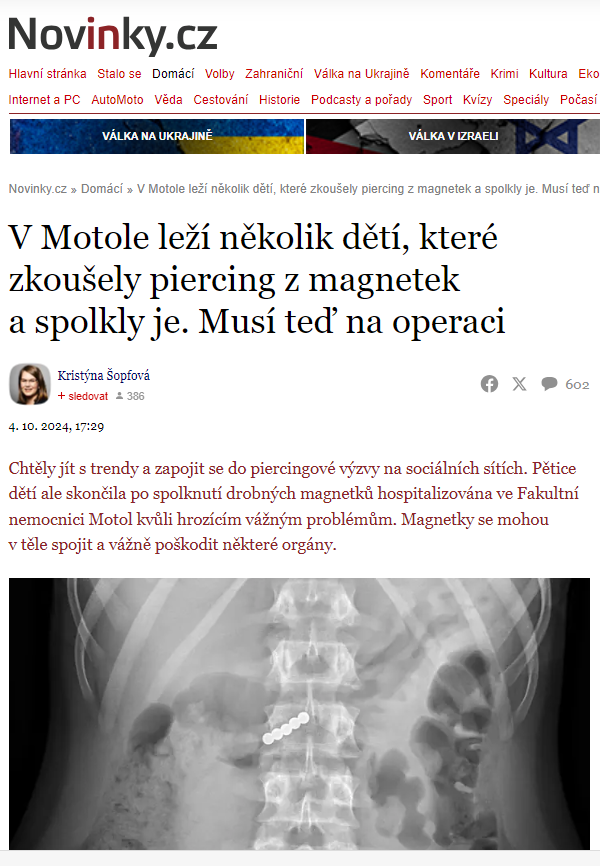 Novinky.cz
Hlavní stránka Stalo se Domácí Volby Zahraniční Válka na Ukrajině Komentáře Krimi Kultura Eko
Internet a PC AutoMoto Věda Cestování Historie Podcasty a pořady Sport Kvízy Speciály Počasí
VÁLKA NA UKRAJINĚ VÁLKA V IZRAELI
Novinky.cz » Domácí » V Motole leží několik dětí, které zkoušely piercing z magnetek a spolkly je. Musí teď n
V Motole leží několik dětí, které
zkoušely piercing z magnetek
a spolkly je. Musí teď na operaci
Kristýna Šopfová
+ sledovat 386
602
4. 10. 2024, 17:29
Chtěly jít s trendy a zapojit se do piercingové výzvy na sociálních sítích. Pětice
dětí ale skončila po spolknutí drobných magnetků hospitalizována ve Fakultní
nemocnici Motol kvůli hrozícím vážným problémům. Magnetky se mohou
v těle spojit a vážně poškodit některé orgány.